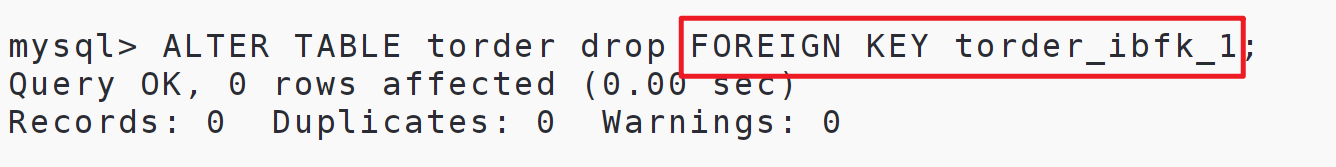 mysql> ALTER TABLE torder drop FOREIGN KEY torder_ibfk_1;
Query OK, 0 rows affected (0.00 sec)
Records: 0  Duplicates: 0  Warnings: 0